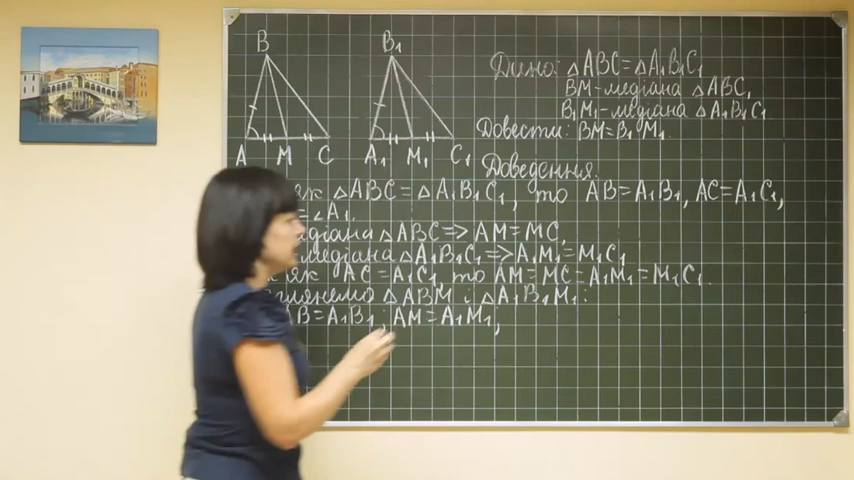 B
B₁
A M C
A₁ M₁ C₁
Дано: △ABC = △A₁B₁C₁
BM-медіана △ABC,
B₁M₁-медіана △A₁B₁C₁
Довести: BM=B₁M₁.
Доведення.
як △ABC = △A₁B₁C₁, то AB=A₁B₁, AC=A₁C₁,
= ∠A₁.
△ABC => AM=MC,
медіана △A₁B₁C₁ => A₁M₁=M₁C₁
як AC = A₁C₁, то AM=MC=A₁M₁=M₁C₁.
△ABM і △A₁B₁M₁:
B=A₁B₁, AM=A₁M₁,